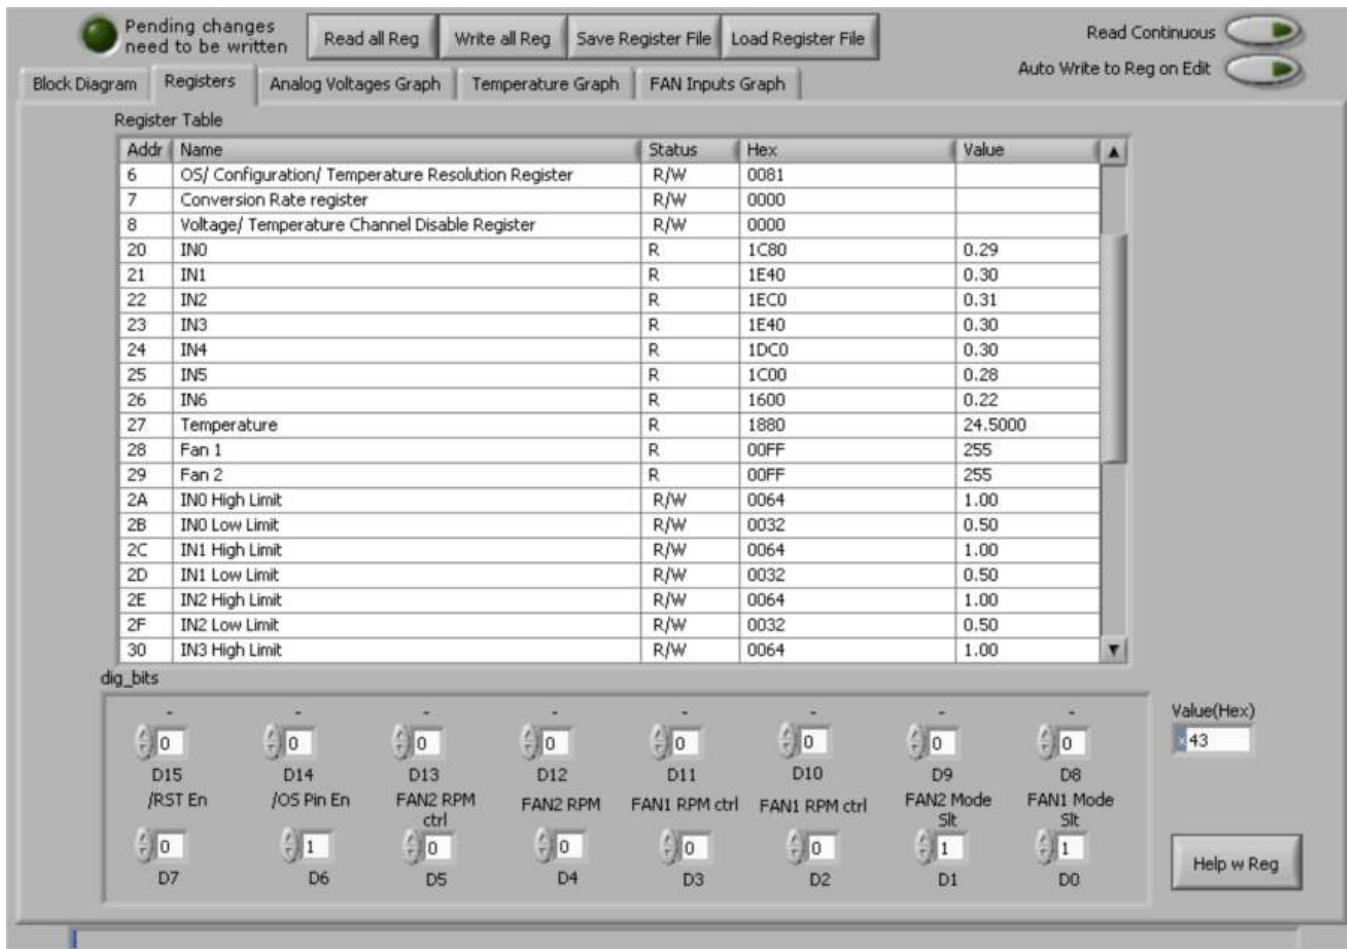 Pending changes
need to be written
Read all Reg Write all Reg Save Register File Load Register File
Read Continuous
Auto Write to Reg on Edit
Block Diagram Registers Analog Voltages Graph Temperature Graph FAN Inputs Graph
Register Table
Addr Name Status Hex Value
6 OS/ Configuration/ Temperature Resolution Register R/W 0081
7 Conversion Rate register R/W 0000
8 Voltage/ Temperature Channel Disable Register R/W 0000
20 IN0 R 1C80 0.29
21 IN1 R 1E40 0.30
22 IN2 R 1EC0 0.31
23 IN3 R 1E40 0.30
24 IN4 R 1DC0 0.30
25 IN5 R 1C00 0.28
26 IN6 R 1600 0.22
27 Temperature R 1880 24.5000
28 Fan 1 R 00FF 255
29 Fan 2 R 00FF 255
2A IN0 High Limit R/W 0064 1.00
2B IN0 Low Limit R/W 0032 0.50
2C IN1 High Limit R/W 0064 1.00
2D IN1 Low Limit R/W 0032 0.50
2E IN2 High Limit R/W 0064 1.00
2F IN2 Low Limit R/W 0032 0.50
30 IN3 High Limit R/W 0064 1.00
dig_bits
- - - - - - - -
0 0 0 0 0 0 0 0
D15 D14 D13 D12 D11 D10 D9 D8
Value(Hex)
x 43
/RST En /OS Pin En FAN2 RPM ctrl FAN2 RPM FAN1 RPM ctrl FAN1 RPM ctrl FAN2 Mode Slt FAN1 Mode Slt
0 1 0 0 0 0 1 1
D7 D6 D5 D4 D3 D2 D1 D0
Help w Reg